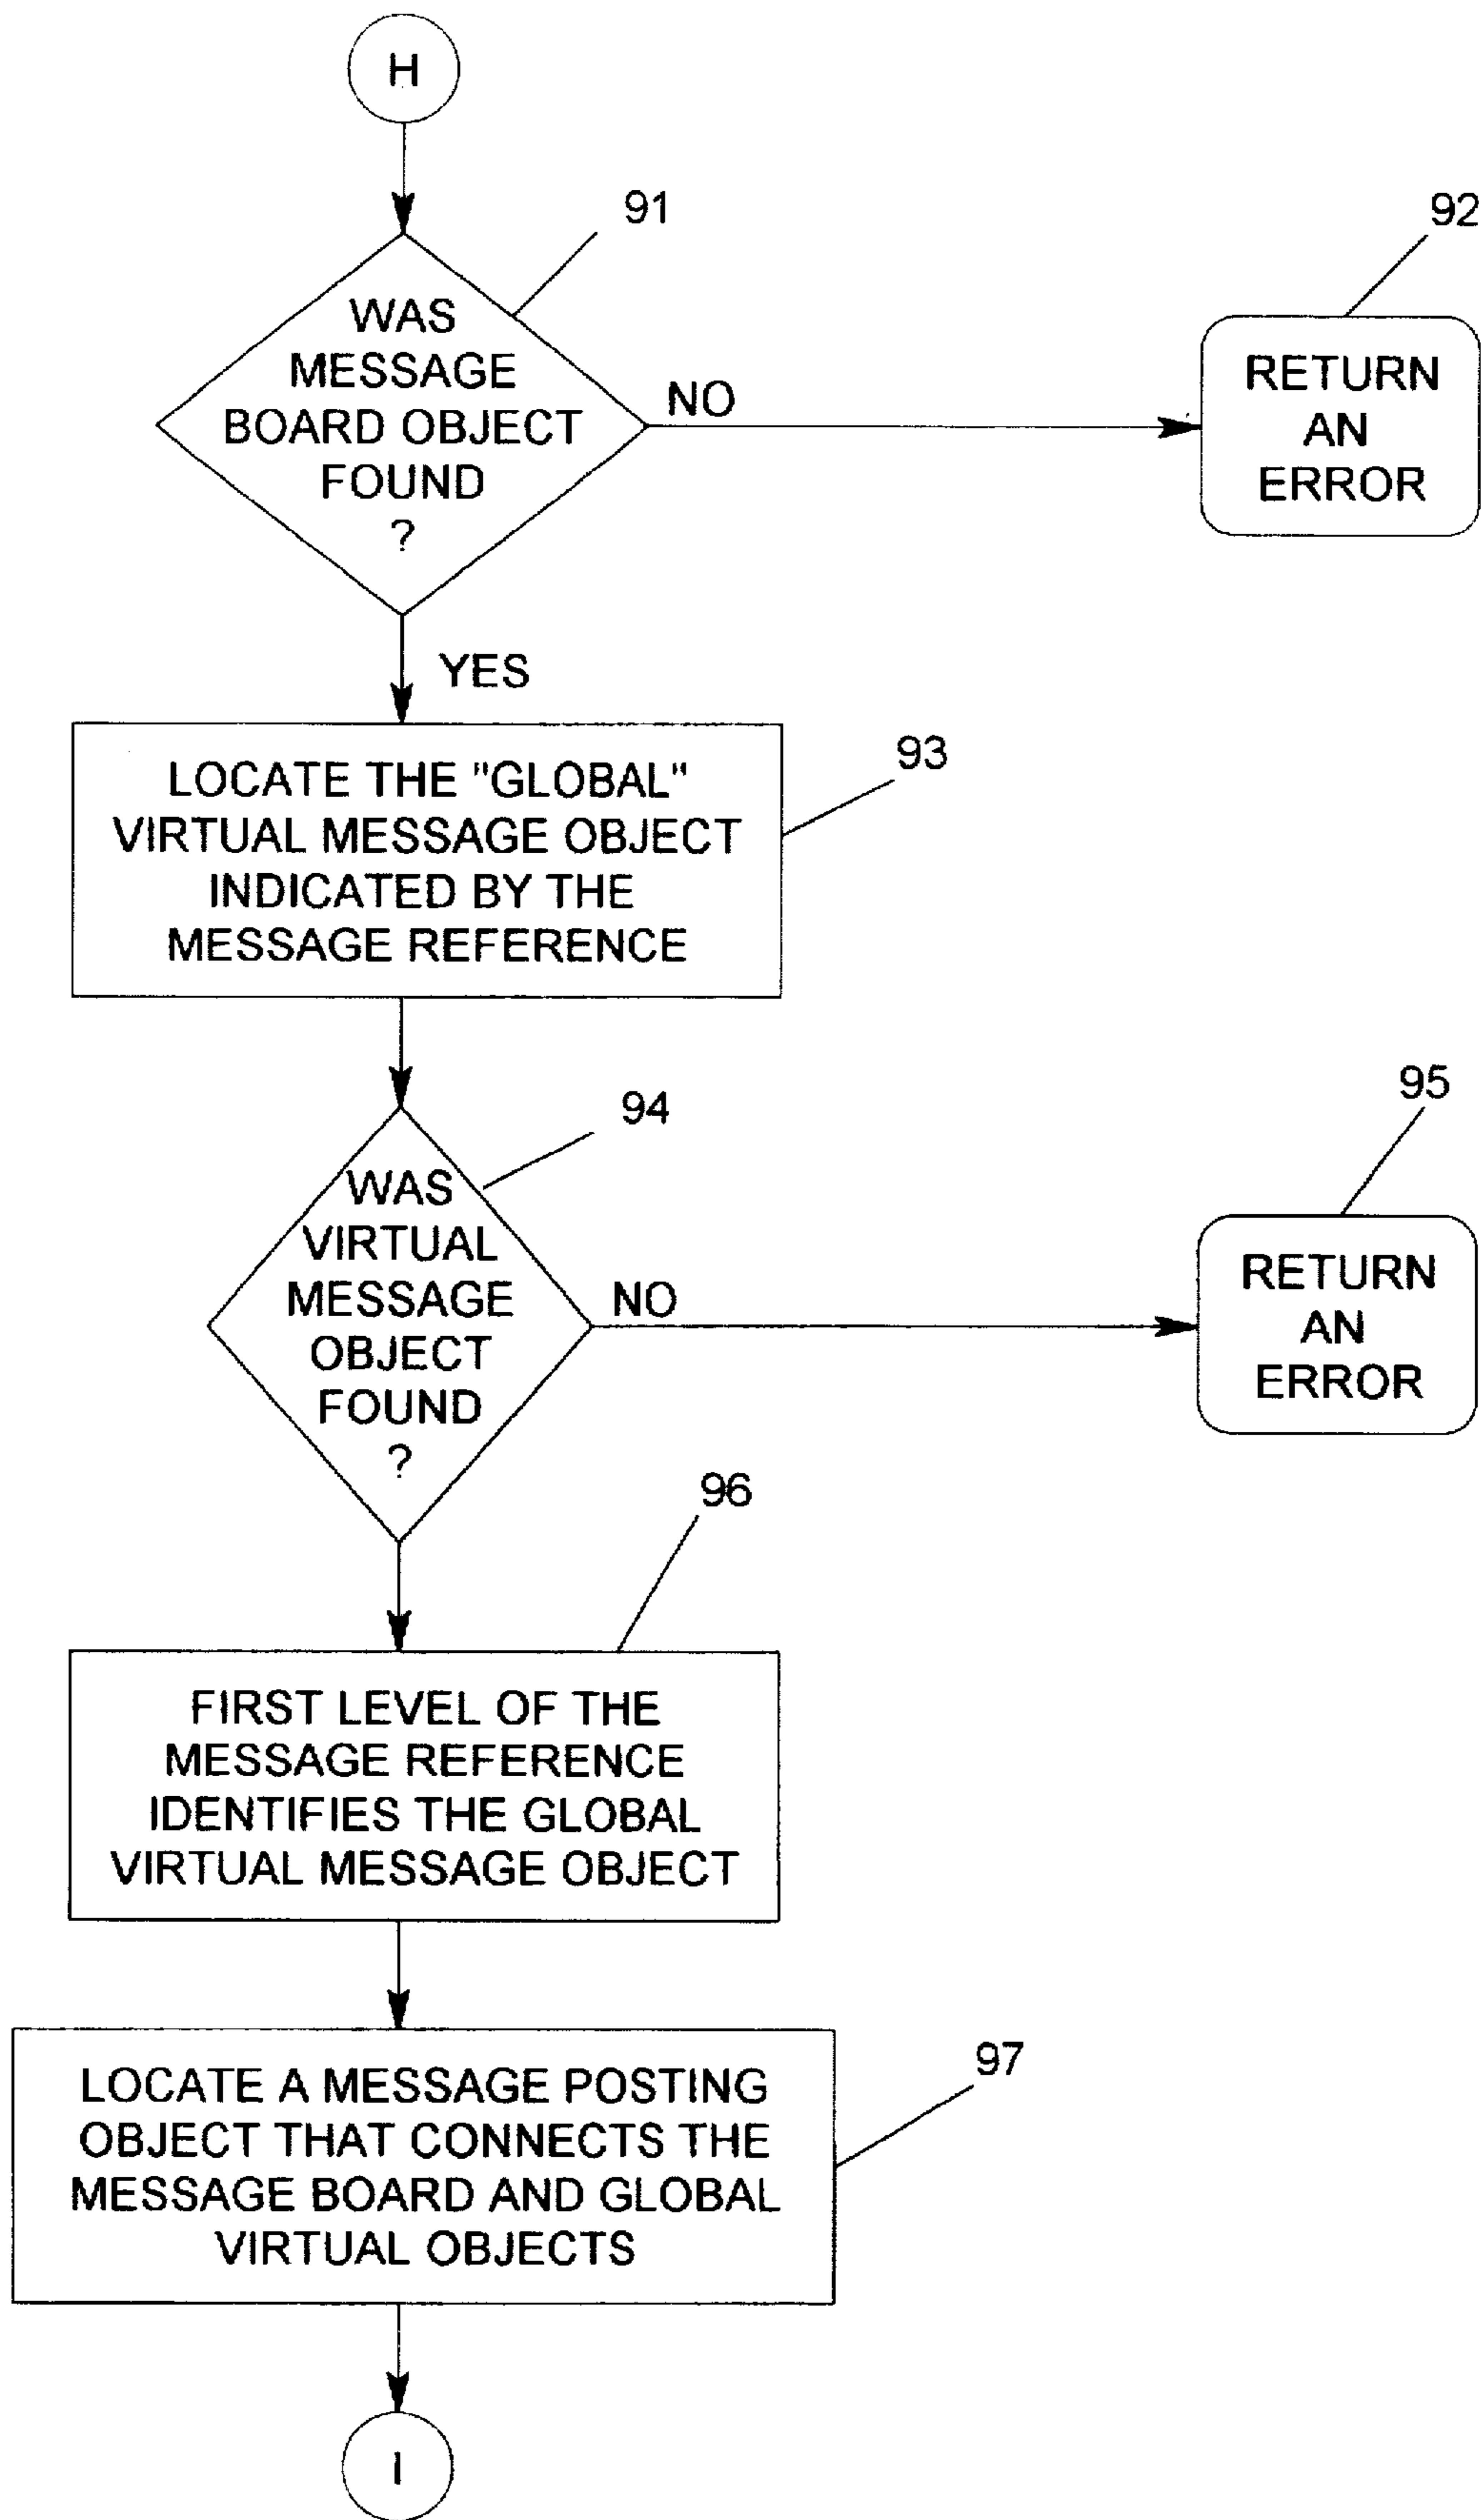 H
91
WAS
MESSAGE
BOARD OBJECT
FOUND
?
NO
92
RETURN
AN
ERROR
YES
93
LOCATE THE "GLOBAL"
VIRTUAL MESSAGE OBJECT
INDICATED BY THE
MESSAGE REFERENCE
94
WAS
VIRTUAL
MESSAGE
OBJECT
FOUND
?
NO
95
RETURN
AN
ERROR
96
FIRST LEVEL OF THE
MESSAGE REFERENCE
IDENTIFIES THE GLOBAL
VIRTUAL MESSAGE OBJECT
97
LOCATE A MESSAGE POSTING
OBJECT THAT CONNECTS THE
MESSAGE BOARD AND GLOBAL
VIRTUAL OBJECTS
I